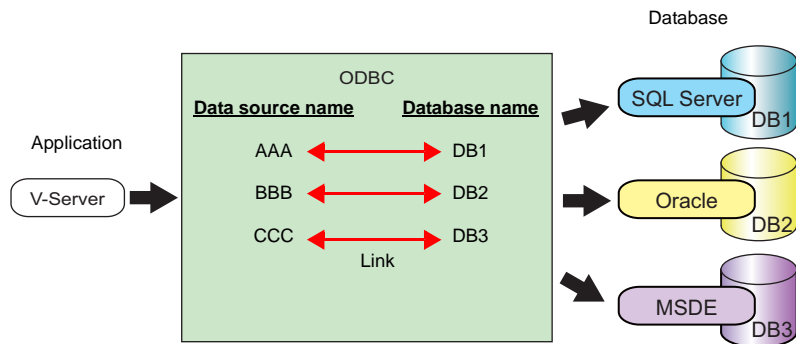 Database
ODBC
Data source name
Database name
SQL Server
DB1
Application
AAA
DB1
V-Server
BBB
DB2
Oracle
DB2
CCC
DB3
Link
MSDE
DB3